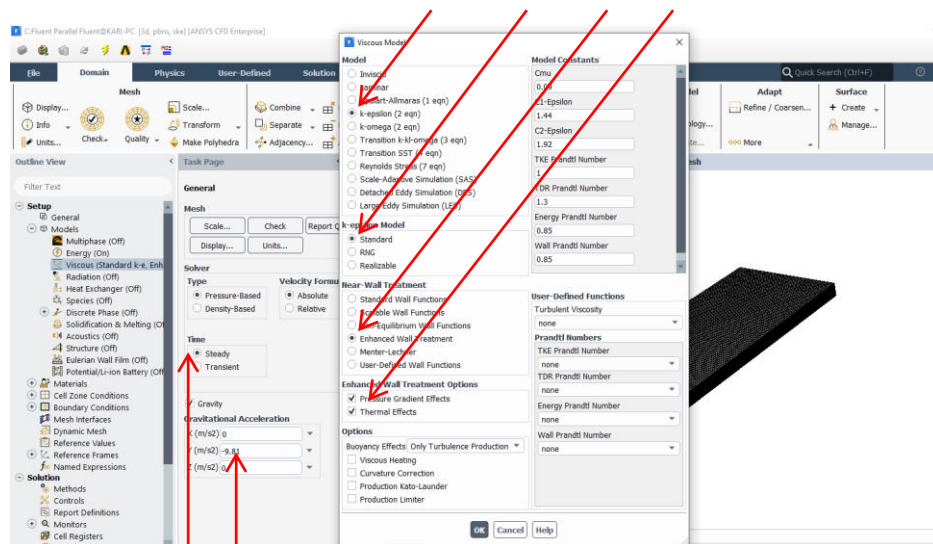 C:Fluent Parallel Fluent@KARI-PC [3d, pbns, ske] [ANSYS CFD Enterprise]
File Domain Physics User-Defined Solution
Quick Search (Ctrl+F)
Mesh
Display...
Info
Units...
Check
Quality
Scale...
Transform
Make Polyhedra
Combine
Separate
Adjacency...
Adapt
Refine / Coarsen...
More
Surface
+ Create
Manage...
Outline View
Filter Text
Setup
General
Models
Multiphase (Off)
Energy (On)
Viscous (Standard k-e, Enh
Radiation (Off)
Heat Exchanger (Off)
Species (Off)
Discrete Phase (Off)
Solidification & Melting (Of
Acoustics (Off)
Structure (Off)
Eulerian Wall Film (Off)
Potential/Li-ion Battery (Off
Materials
Cell Zone Conditions
Boundary Conditions
Mesh Interfaces
Dynamic Mesh
Reference Values
Reference Frames
Named Expressions
Solution
Methods
Controls
Report Definitions
Monitors
Cell Registers
Task Page
General
Mesh
Scale... Check Report Q
Display... Units...
Solver
Type
Pressure-Based
Density-Based
Velocity Formu
Absolute
Relative
Time
Steady
Transient
Gravity
Gravitational Acceleration
X (m/s2) 0
Y (m/s2) -9.81
Z (m/s2) 0
Viscous Model
Model
Inviscid
Laminar
Spalart-Allmaras (1 eqn)
k-epsilon (2 eqn)
k-omega (2 eqn)
Transition k-kl-omega (3 eqn)
Transition SST (4 eqn)
Reynolds Stress (7 eqn)
Scale-Adaptive Simulation (SAS)
Detached Eddy Simulation (DES)
Large Eddy Simulation (LES)
k-epsilon Model
Standard
RNG
Realizable
Near-Wall Treatment
Standard Wall Functions
Scalable Wall Functions
Non-Equilibrium Wall Functions
Enhanced Wall Treatment
Menter-Lechner
User-Defined Wall Functions
Enhanced Wall Treatment Options
Pressure Gradient Effects
Thermal Effects
Options
Buoyancy Effects Only Turbulence Production
Viscous Heating
Curvature Correction
Production Kato-Launder
Production Limiter
Model Constants
Cmu
0.09
C1-Epsilon
1.44
C2-Epsilon
1.92
TKE Prandtl Number
1
TDR Prandtl Number
1.3
Energy Prandtl Number
0.85
Wall Prandtl Number
0.85
User-Defined Functions
Turbulent Viscosity
none
Prandtl Numbers
TKE Prandtl Number
none
TDR Prandtl Number
none
Energy Prandtl Number
none
Wall Prandtl Number
none
OK Cancel Help